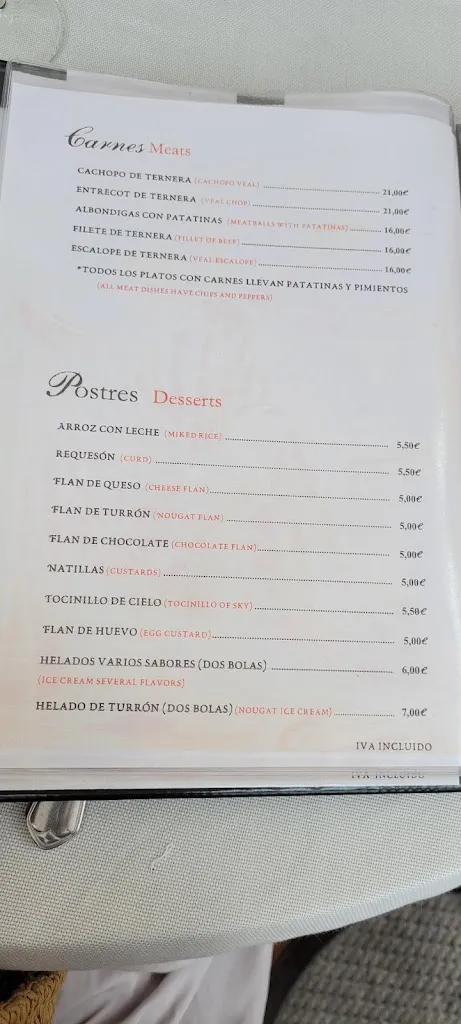 Carnes Meats
CACHOPO DE TERNERA (CACHOPO VEAL) 21,00€
ENTRECOT DE TERNERA (VEAL CHOP) 21,00€
ALBONDIGAS CON PATATINAS (MEATBALLS WITH PATATINAS) 16,00€
FILETE DE TERNERA (FILLET OF BEEF) 16,00€
ESCALOPE DE TERNERA (VEAL ESCALOPE) 16,00€
*TODOS LOS PLATOS CON CARNES LLEVAN PATATINAS Y PIMIENTOS
(ALL MEAT DISHES HAVE CHIPS AND PEPPERS)
Postres Desserts
ARROZ CON LECHE (MIKED RICE) 5,50€
REQUESÓN (CURD) 5,50€
FLAN DE QUESO (CHEESE FLAN) 5,00€
FLAN DE TURRÓN (NOUGAT FLAN) 5,00€
FLAN DE CHOCOLATE (CHOCOLATE FLAN) 5,00€
NATILLAS (CUSTARDS) 5,00€
TOCINILLO DE CIELO (TOCINILLO OF SKY) 5,50€
FLAN DE HUEVO (EGG CUSTARD) 5,00€
HELADOS VARIOS SABORES (DOS BOLAS) 6,00€
(ICE CREAM SEVERAL FLAVORS)
HELADO DE TURRÓN (DOS BOLAS) (NOUGAT ICE CREAM) 7,00€
IVA INCLUIDO
IVA INCLUIDO